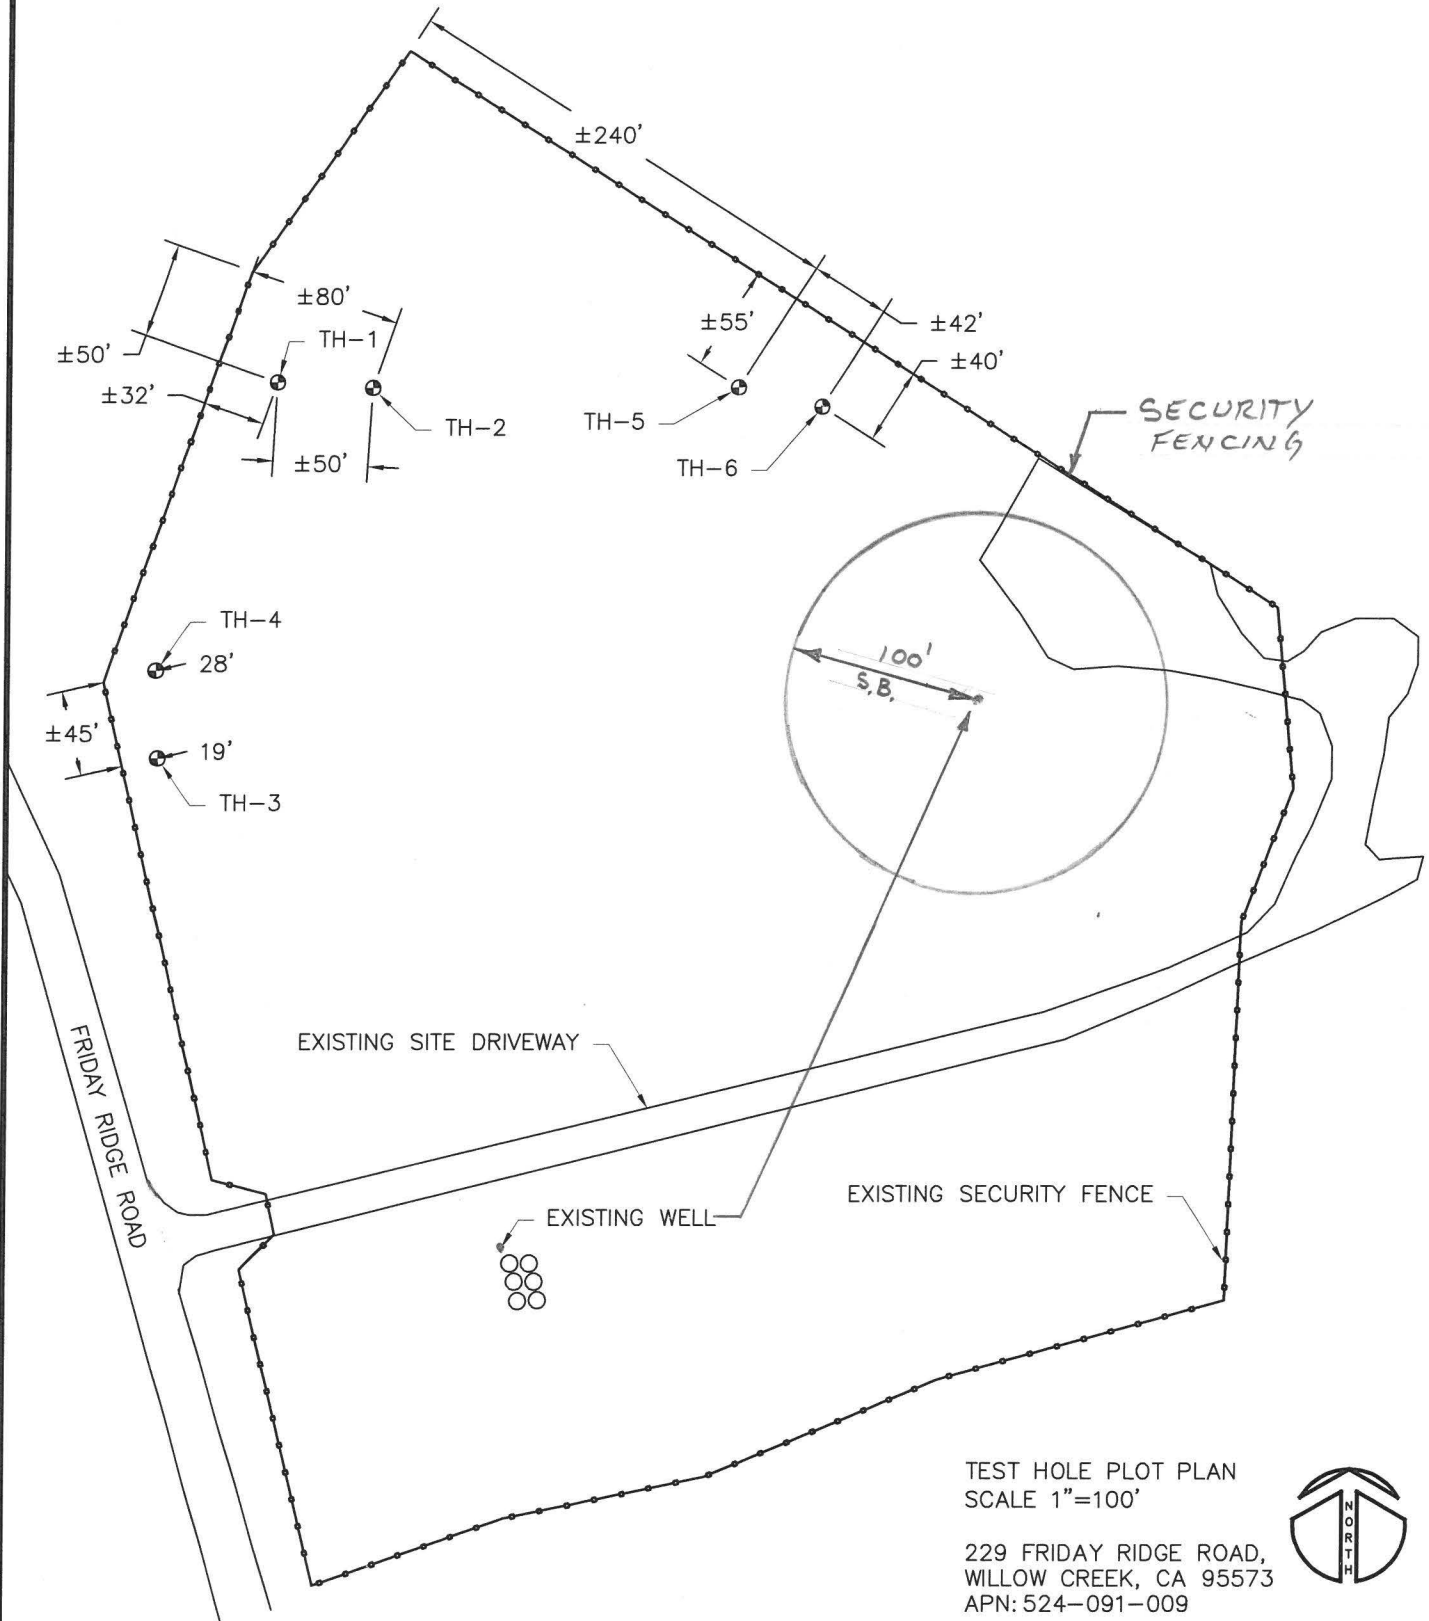 ±240'
±80'
±50'
TH-1
±32'
TH-2
±50'
±55'
±42'
±40'
TH-5
TH-6
SECURITY
FENCING
TH-4
28'
±45'
19'
TH-3
100'
S.B.
FRIDAY RIDGE ROAD
EXISTING SITE DRIVEWAY
EXISTING SECURITY FENCE
EXISTING WELL
TEST HOLE PLOT PLAN
SCALE 1"=100'
229 FRIDAY RIDGE ROAD,
WILLOW CREEK, CA 95573
APN: 524-091-009
NORTH